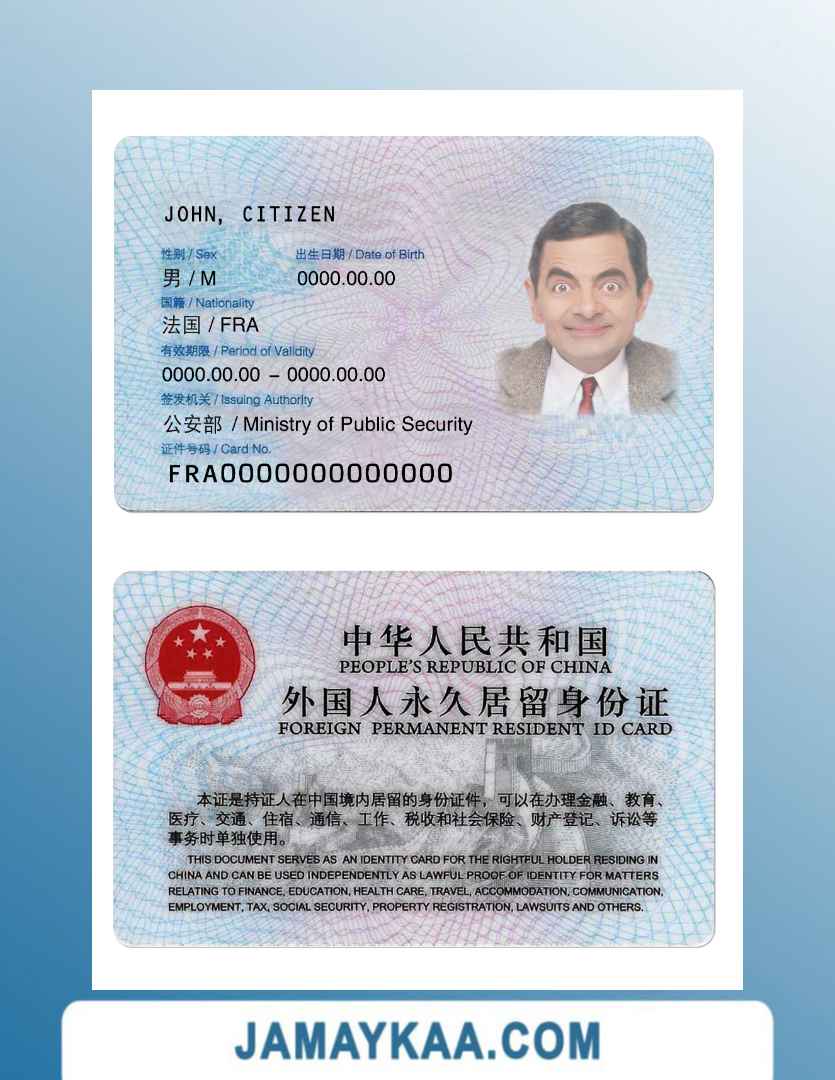 JOHN, CITIZEN
性别 / Sex 出生日期 / Date of Birth
男 / M 0000.00.00
国籍 / Nationality
法国 / FRA
有效期限 / Period of Validity
0000.00.00 – 0000.00.00
签发机关 / Issuing Authority
公安部 / Ministry of Public Security
证件号码 / Card No.
FRA0000000000000
中华人民共和国
PEOPLE'S REPUBLIC OF CHINA
外国人永久居留身份证
FOREIGN PERMANENT RESIDENT ID CARD
本证是持证人在中国境内居留的身份证件，可以在办理金融、教育、
医疗、交通、住宿、通信、工作、税收和社会保险、财产登记、诉讼等
事务时单独使用。
THIS DOCUMENT SERVES AS AN IDENTITY CARD FOR THE RIGHTFUL HOLDER RESIDING IN
CHINA AND CAN BE USED INDEPENDENTLY AS LAWFUL PROOF OF IDENTITY FOR MATTERS
RELATING TO FINANCE, EDUCATION, HEALTH CARE, TRAVEL, ACCOMMODATION, COMMUNICATION,
EMPLOYMENT, TAX, SOCIAL SECURITY, PROPERTY REGISTRATION, LAWSUITS AND OTHERS.
JAMAYKAA.COM